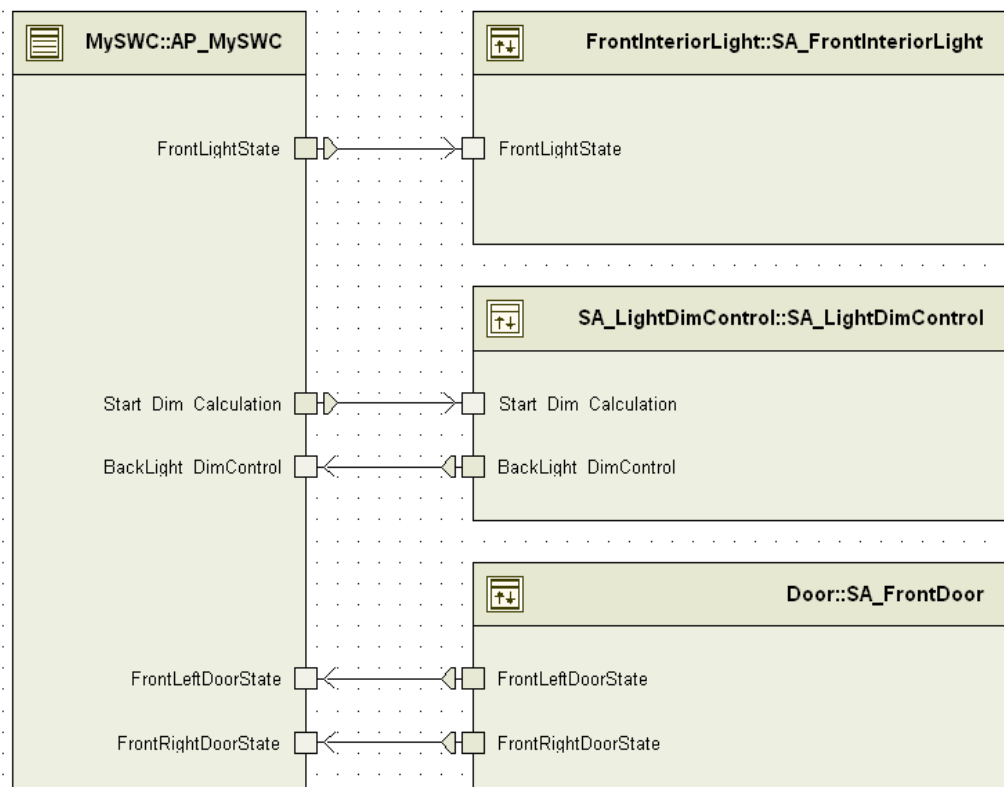 MySWC::AP_MySWC
FrontLightState
Start Dim Calculation
BackLight DimControl
FrontLeftDoorState
FrontRightDoorState
FrontInteriorLight::SA_FrontInteriorLight
FrontLightState
SA_LightDimControl::SA_LightDimControl
Start Dim Calculation
BackLight DimControl
Door::SA_FrontDoor
FrontLeftDoorState
FrontRightDoorState